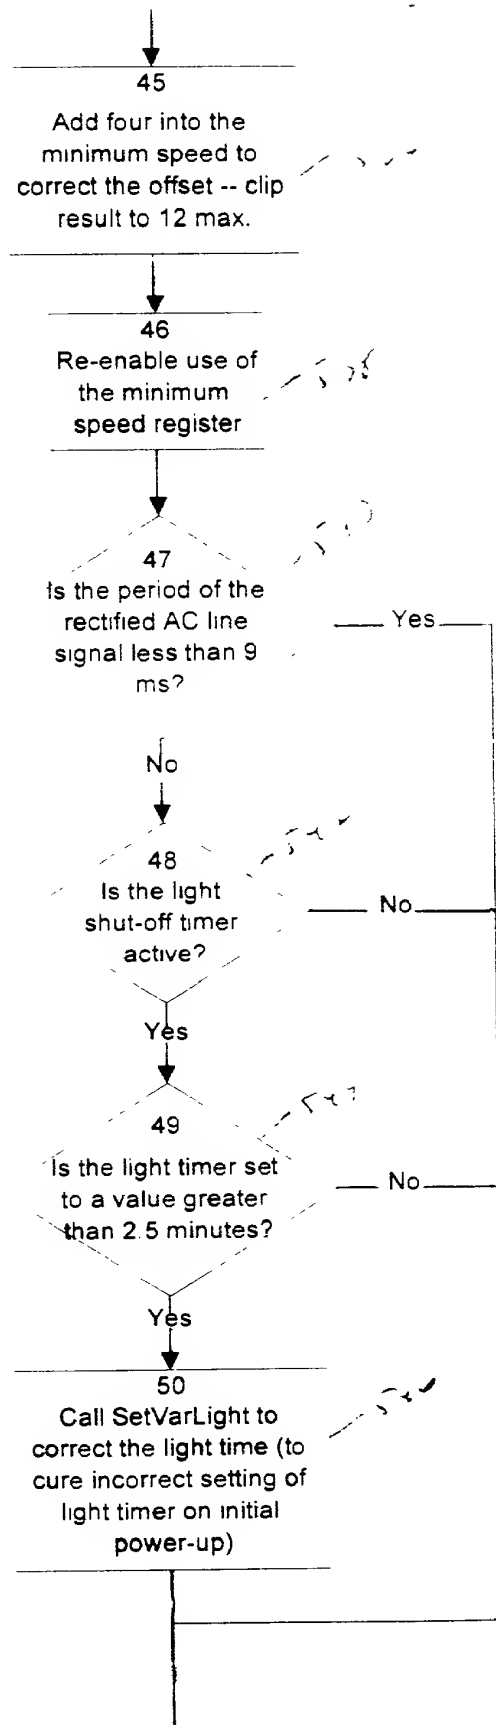 45
Add four into the
minimum speed to
correct the offset -- clip
result to 12 max.
46
Re-enable use of
the minimum
speed register
47
Is the period of the
rectified AC line
signal less than 9
ms?
Yes
No
48
Is the light
shut-off timer
active?
No
Yes
49
Is the light timer set
to a value greater
than 2.5 minutes?
No
Yes
50
Call SetVarLight to
correct the light time (to
cure incorrect setting of
light timer on initial
power-up)